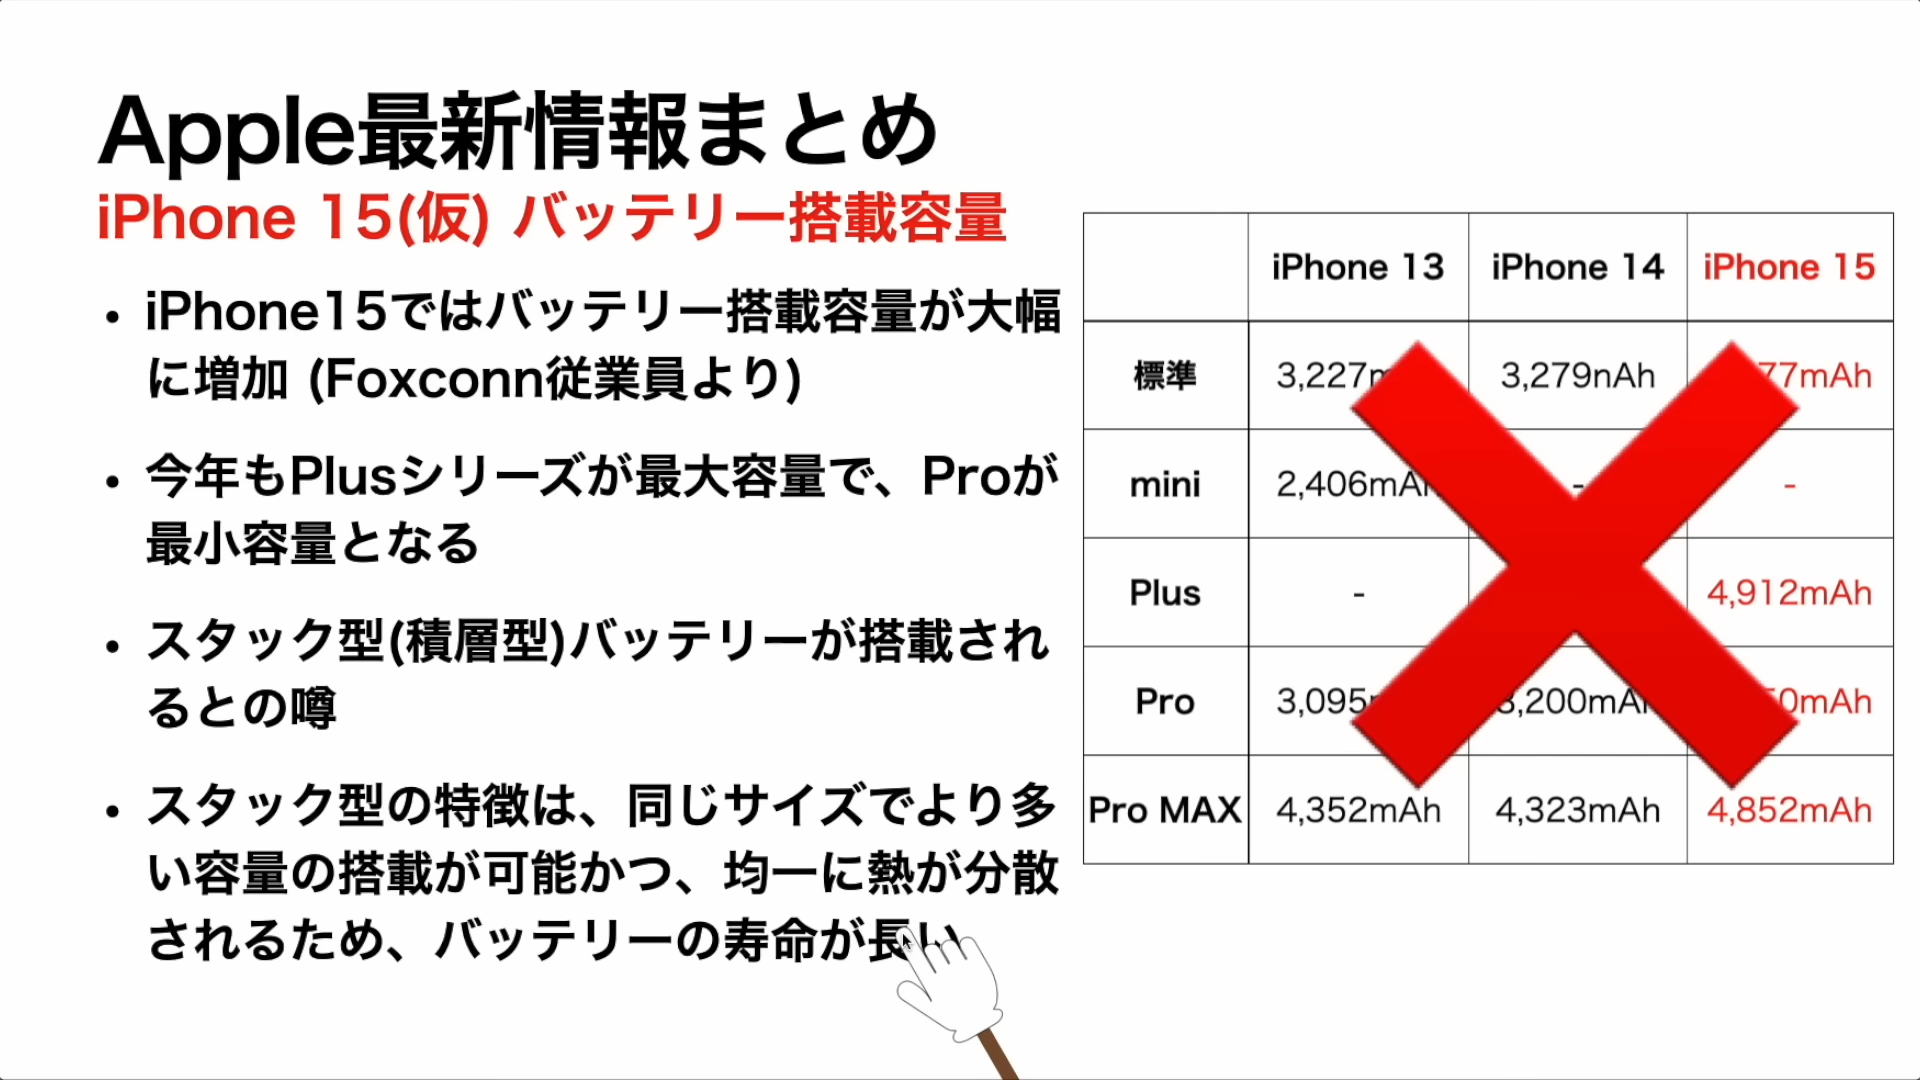 Apple最新情報まとめ
iPhone 15(仮) バッテリー搭載容量
• iPhone15ではバッテリー搭載容量が大幅
に増加 (Foxconn従業員より)
• 今年もPlusシリーズが最大容量で、Proが
最小容量となる
• スタック型(積層型)バッテリーが搭載され
るとの噂
• スタック型の特徴は、同じサイズでより多
い容量の搭載が可能かつ、均一に熱が分散
されるため、バッテリーの寿命が長い
iPhone 13 iPhone 14 iPhone 15
標準 3,279nAh
mini 2,406mAh - -
Plus - 4,912mAh
Pro 3,200mAh
Pro MAX 4,352mAh 4,323mAh 4,852mAh